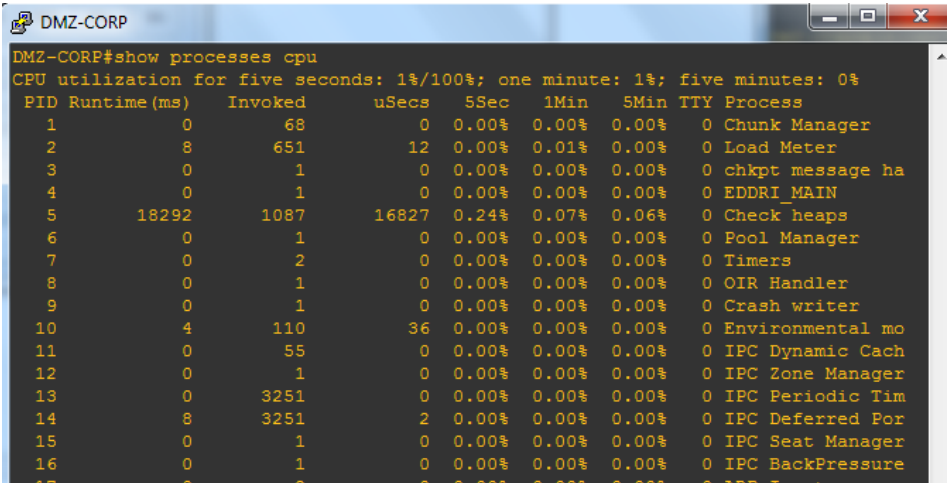 DMZ-CORP
DMZ-CORP#show processes cpu
CPU utilization for five seconds: 1%/100%; one minute: 1%; five minutes: 0%
PID Runtime(ms) Invoked uSecs 5Sec 1Min 5Min TTY Process
1 0 68 0 0.00% 0.00% 0.00% 0 Chunk Manager
2 8 651 12 0.00% 0.01% 0.00% 0 Load Meter
3 0 1 0 0.00% 0.00% 0.00% 0 chkpt message ha
4 0 1 0 0.00% 0.00% 0.00% 0 EDDRI_MAIN
5 18292 1087 16827 0.24% 0.07% 0.06% 0 Check heaps
6 0 1 0 0.00% 0.00% 0.00% 0 Pool Manager
7 0 2 0 0.00% 0.00% 0.00% 0 Timers
8 0 1 0 0.00% 0.00% 0.00% 0 OIR Handler
9 0 1 0 0.00% 0.00% 0.00% 0 Crash writer
10 4 110 36 0.00% 0.00% 0.00% 0 Environmental mo
11 0 55 0 0.00% 0.00% 0.00% 0 IPC Dynamic Cach
12 0 1 0 0.00% 0.00% 0.00% 0 IPC Zone Manager
13 0 3251 0 0.00% 0.00% 0.00% 0 IPC Periodic Tim
14 8 3251 2 0.00% 0.00% 0.00% 0 IPC Deferred Por
15 0 1 0 0.00% 0.00% 0.00% 0 IPC Seat Manager
16 0 1 0 0.00% 0.00% 0.00% 0 IPC BackPressure